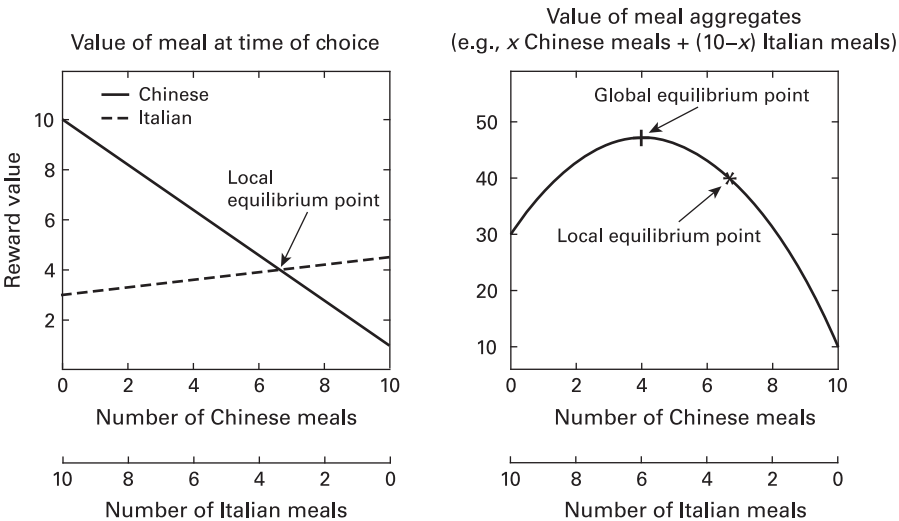 Value of meal at time of choice
Chinese
Italian
10
8
6
4
2
Reward value
Local
equilibrium point
0 2 4 6 8 10
Number of Chinese meals
10 8 6 4 2 0
Number of Italian meals
Value of meal aggregates
(e.g., x Chinese meals + (10–x) Italian meals)
Global equilibrium point
50
40
30
20
10
Local equilibrium point
0 2 4 6 8 10
Number of Chinese meals
10 8 6 4 2 0
Number of Italian meals